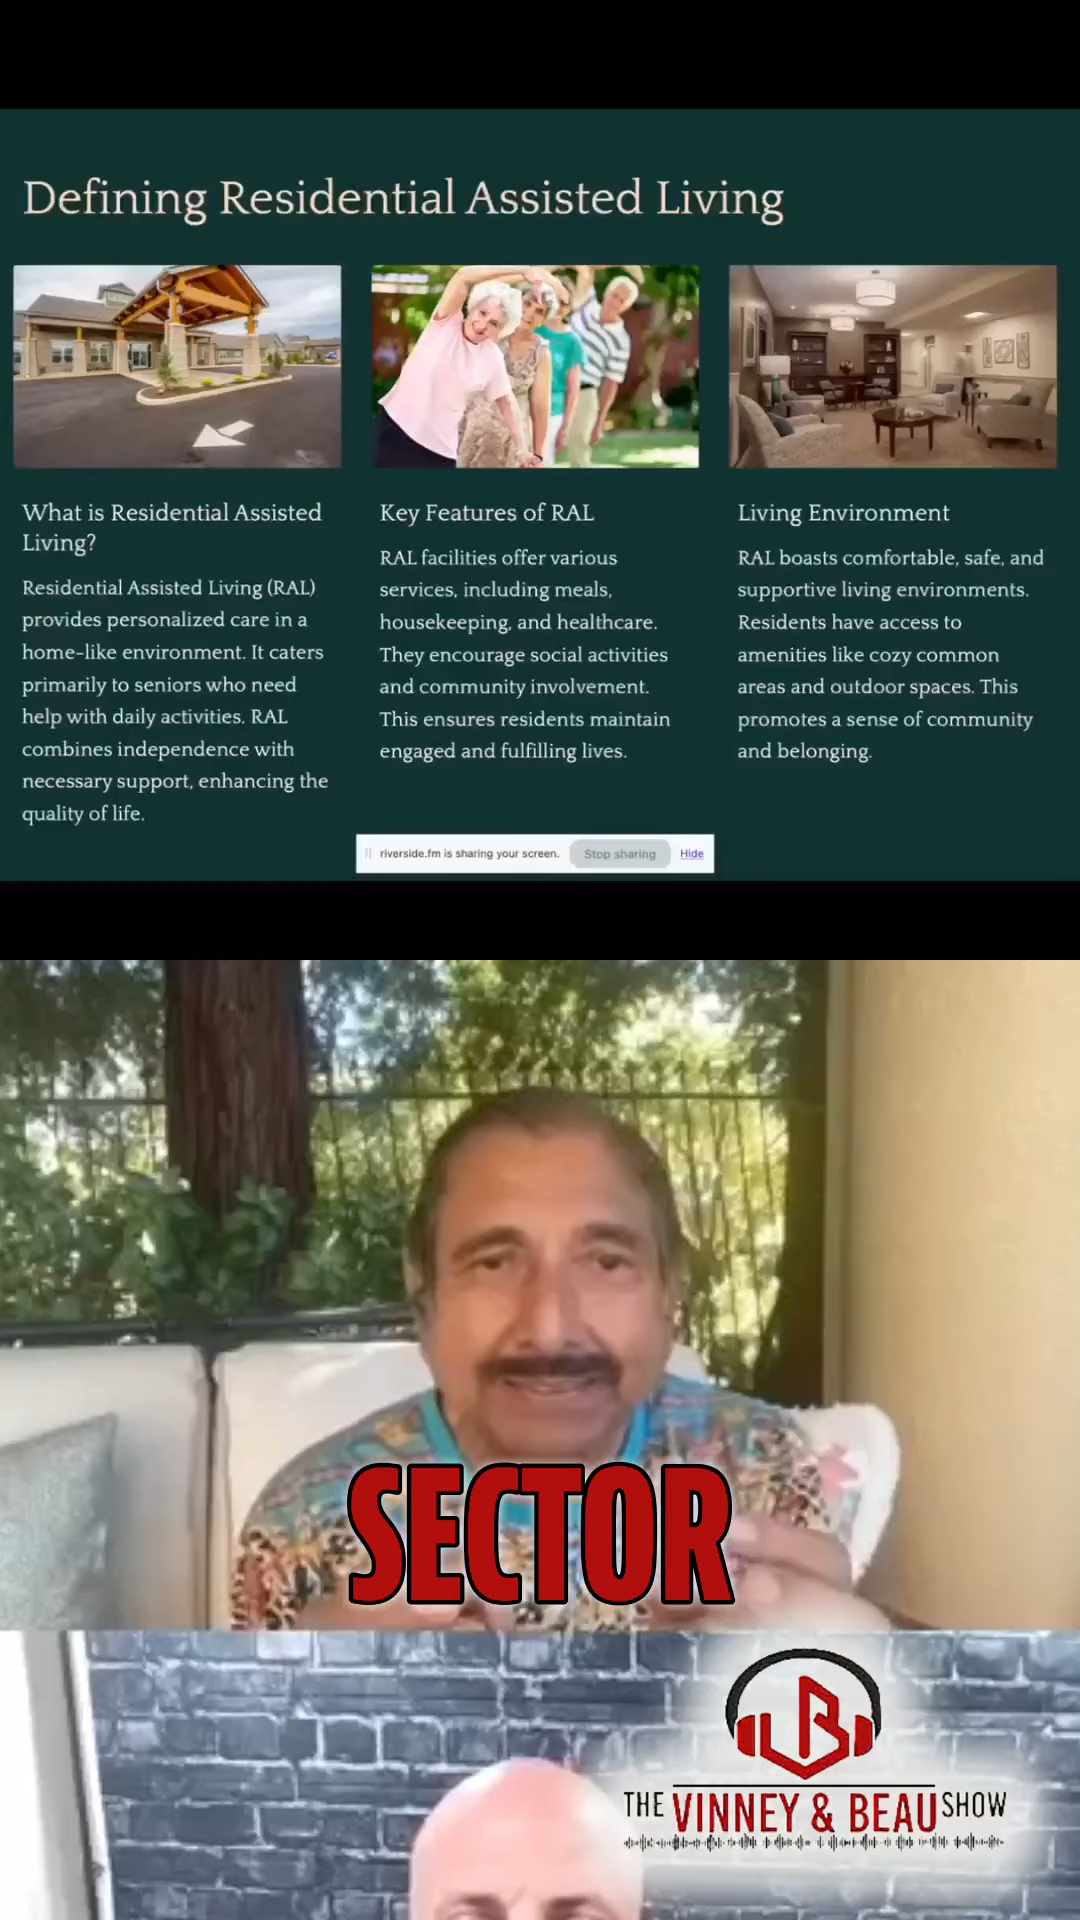 Defining Residential Assisted Living
What is Residential Assisted
Living?
Residential Assisted Living (RAL)
provides personalized care in a
home-like environment. It caters
primarily to seniors who need
help with daily activities. RAL
combines independence with
necessary support, enhancing the
quality of life.
Key Features of RAL
RAL facilities offer various
services, including meals,
housekeeping, and healthcare.
They encourage social activities
and community involvement.
This ensures residents maintain
engaged and fulfilling lives.
Living Environment
RAL boasts comfortable, safe, and
supportive living environments.
Residents have access to
amenities like cozy common
areas and outdoor spaces. This
promotes a sense of community
and belonging.
riverside.fm is sharing your screen. Stop sharing Hide
SECTOR
THE VINNEY & BEAU SHOW